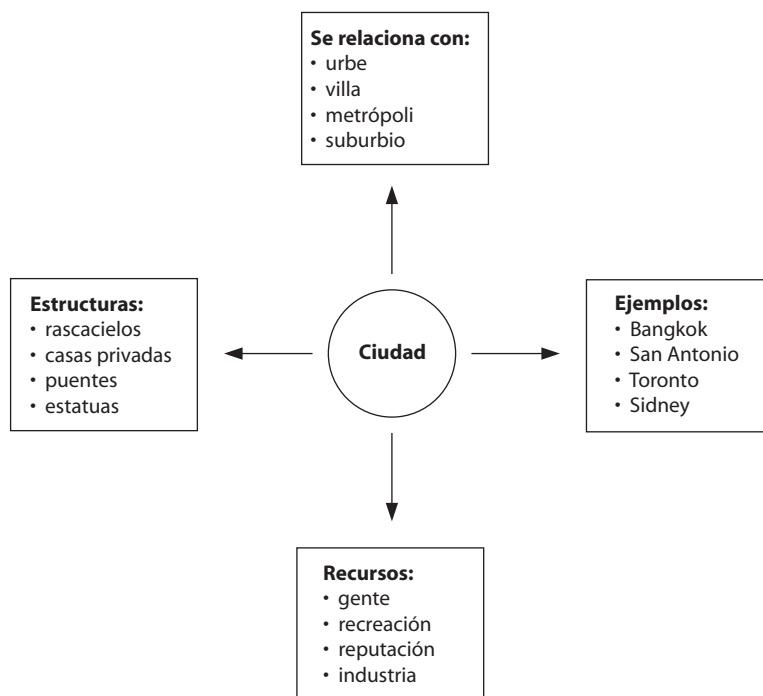 Se relaciona con:
• urbe
• villa
• metrópoli
• suburbio
Estructuras:
• rascacielos
• casas privadas
• puentes
• estatuas
Ciudad
Ejemplos:
• Bangkok
• San Antonio
• Toronto
• Sidney
Recursos:
• gente
• recreación
• reputación
• industria